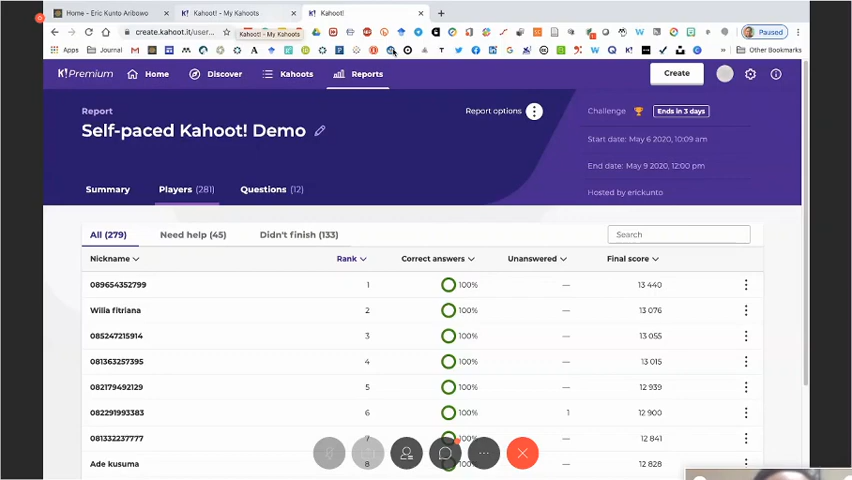 Home - Eric Kunto Aribowo
Kahoot! - My Kahoots
Kahoot!
create.kahoot.it/user...
Kahoot! - My Kahoots
Paused
Apps
Journal
Other Bookmarks
K!Premium
Home
Discover
Kahoots
Reports
Create
Report
Report options
Challenge
Ends in 3 days
Self-paced Kahoot! Demo
Start date: May 6 2020, 10:09 am
End date: May 9 2020, 12:00 pm
Hosted by erickunto
Summary
Players (281)
Questions (12)
All (279)
Need help (45)
Didn't finish (133)
Search
Nickname
Rank
Correct answers
Unanswered
Final score
089654352799 1 100% — 13 440
Willa fitriana 2 100% — 13 076
085247215914 3 100% — 13 055
081363257395 4 100% — 13 015
082179492129 5 100% — 12 939
082291993383 6 100% 1 12 900
081332237777 7 100% — 12 841
Ade kusuma 8 — 12 828